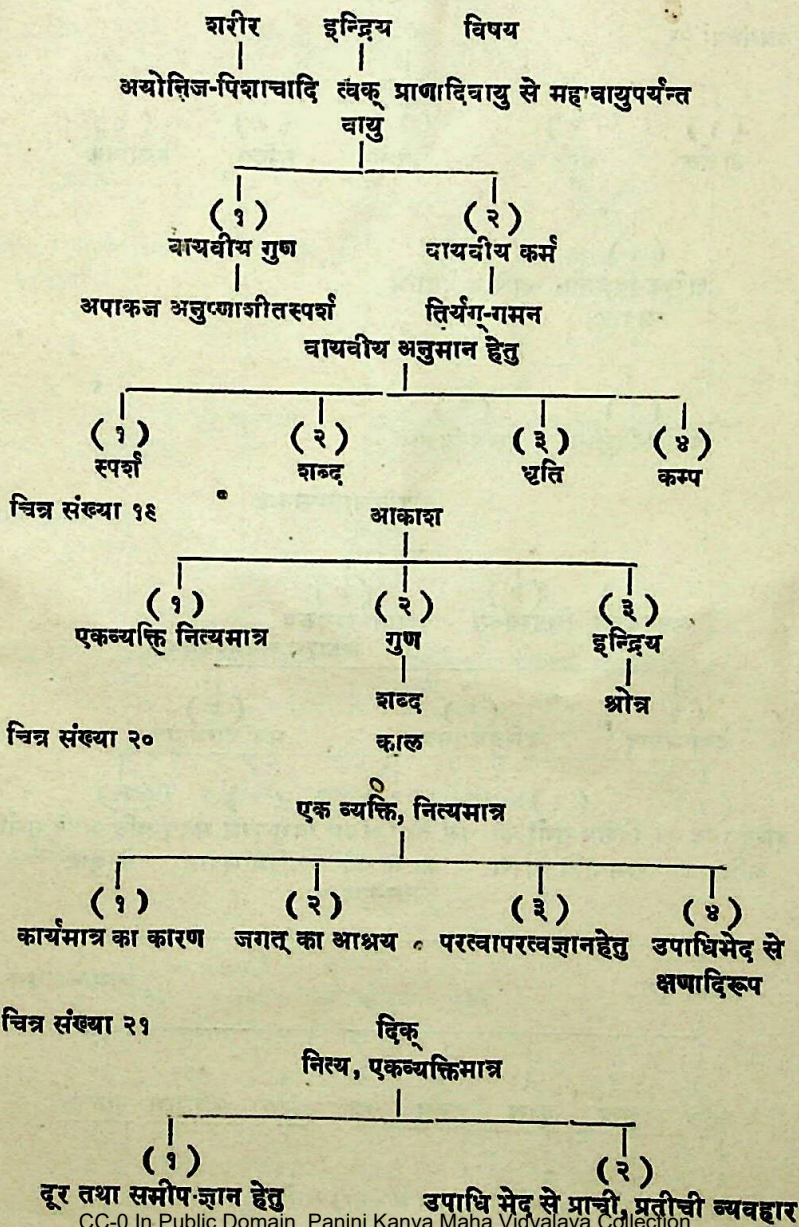 शरीर इन्द्रिय विषय
अयोनिज-पिशाचादि त्वक् प्राणादिवायु से महावायुपर्यन्त
वायु
(१) (२)
वायवीय गुण वायवीय कर्म
अपाकज अनुष्णाशीतस्पर्श तिर्यग्-गमन
वायवीय अनुमान हेतु
(१) (२) (३) (४)
स्पर्श शब्द धृति कम्प
चित्र संख्या १९ आकाश
(१) (२) (३)
एकव्यक्ति नित्यमात्र गुण इन्द्रिय
शब्द श्रोत्र
चित्र संख्या २० काल
एक व्यक्ति, नित्यमात्र
(१) (२) (३) (४)
कार्यमात्र का कारण जगत् का आश्रय परत्वापरत्वज्ञानहेतु उपाधिभेद से
क्षणादिरूप
चित्र संख्या २१ दिक्
नित्य, एकव्यक्तिमात्र
(१) (२)
दूर तथा समीप-ज्ञान हेतु उपाधि भेद से प्राची, प्रतीची व्यवहार
CC-0.In Public Domain. Panini Kanya Maha Vidyalaya Collection.